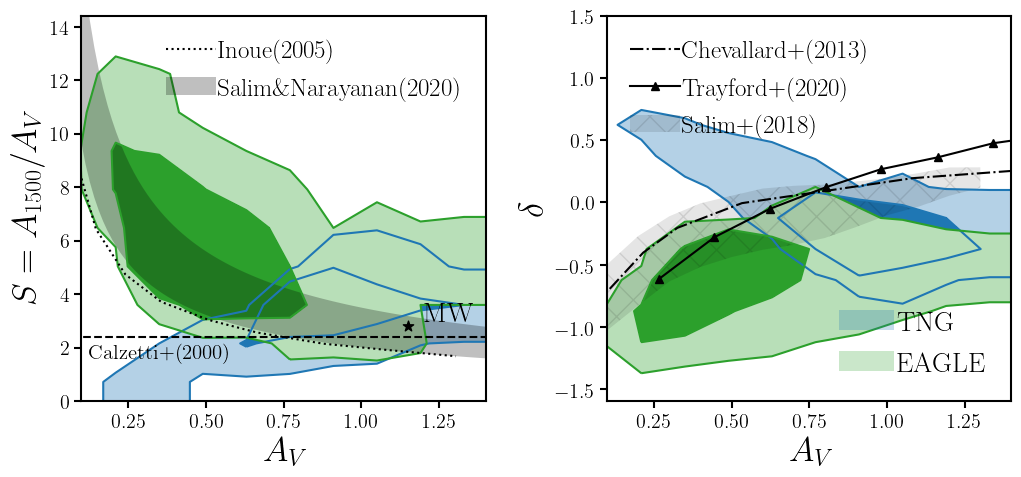 14
12
10
8
6
4
2
0
S = A1500/AV
Inoue(2005)
Salim&Narayanan(2020)
MW
Calzetti+(2000)
0.25 0.50 0.75 1.00 1.25
AV
1.5
1.0
0.5
0.0
−0.5
−1.0
−1.5
δ
Chevallard+(2013)
Trayford+(2020)
Salim+(2018)
TNG
EAGLE
0.25 0.50 0.75 1.00 1.25
AV